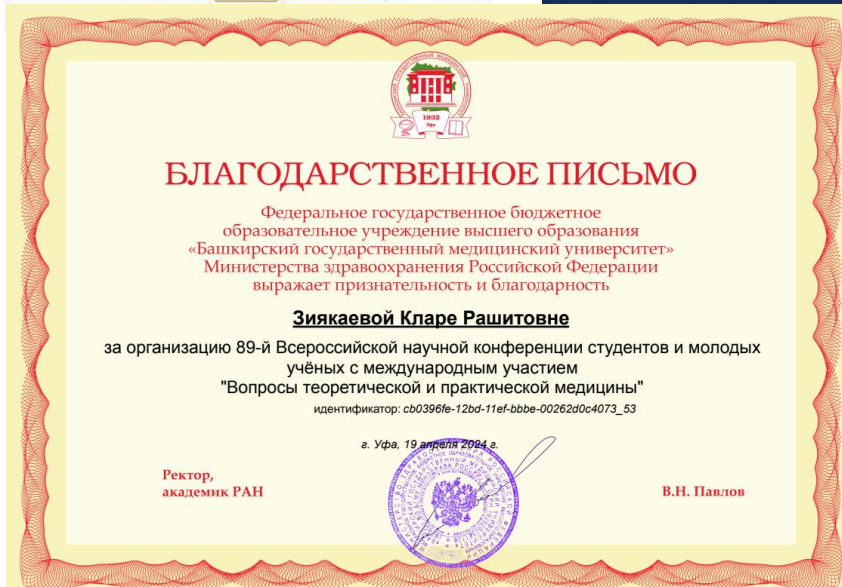 1932
Уфа
БЛАГОДАРСТВЕННОЕ ПИСЬМО
Федеральное государственное бюджетное
образовательное учреждение высшего образования
«Башкирский государственный медицинский университет»
Министерства здравоохранения Российской Федерации
выражает признательность и благодарность
Зиякаевой Кларе Рашитовне
за организацию 89-й Всероссийской научной конференции студентов и молодых
учёных с международным участием
"Вопросы теоретической и практической медицины"
идентификатор: cb0396fe-12bd-11ef-bbbe-00262d0c4073_53
г. Уфа, 19 апреля 2024 г.
Ректор,
академик РАН
В.Н. Павлов